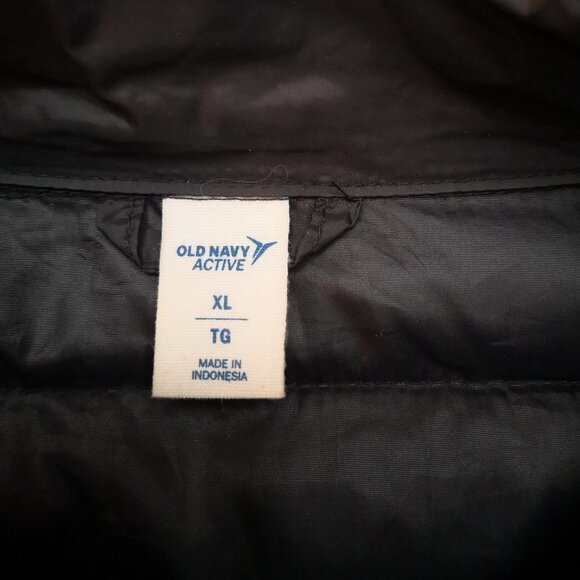 OLD NAVY
ACTIVE
XL
TG
MADE IN
INDONESIA